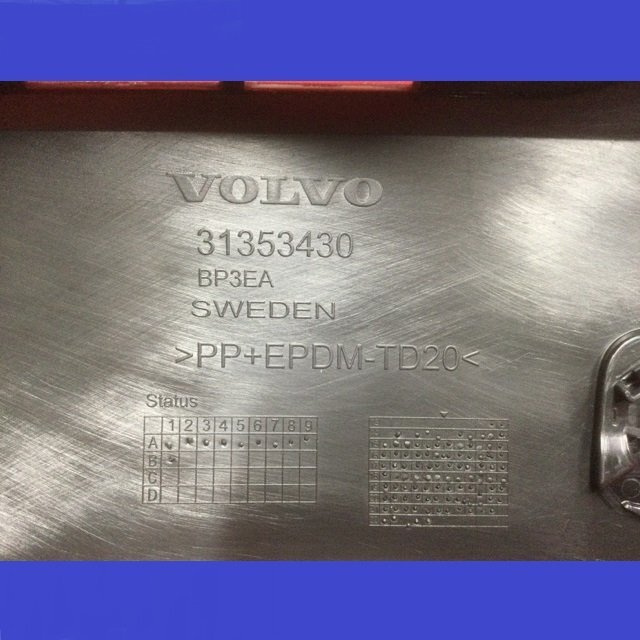 VOLVO
31353430
BP3EA
SWEDEN
>PP+EPDM-TD20<
Status
1 2 3 4 5 6 7 8 9
A
B
C
D